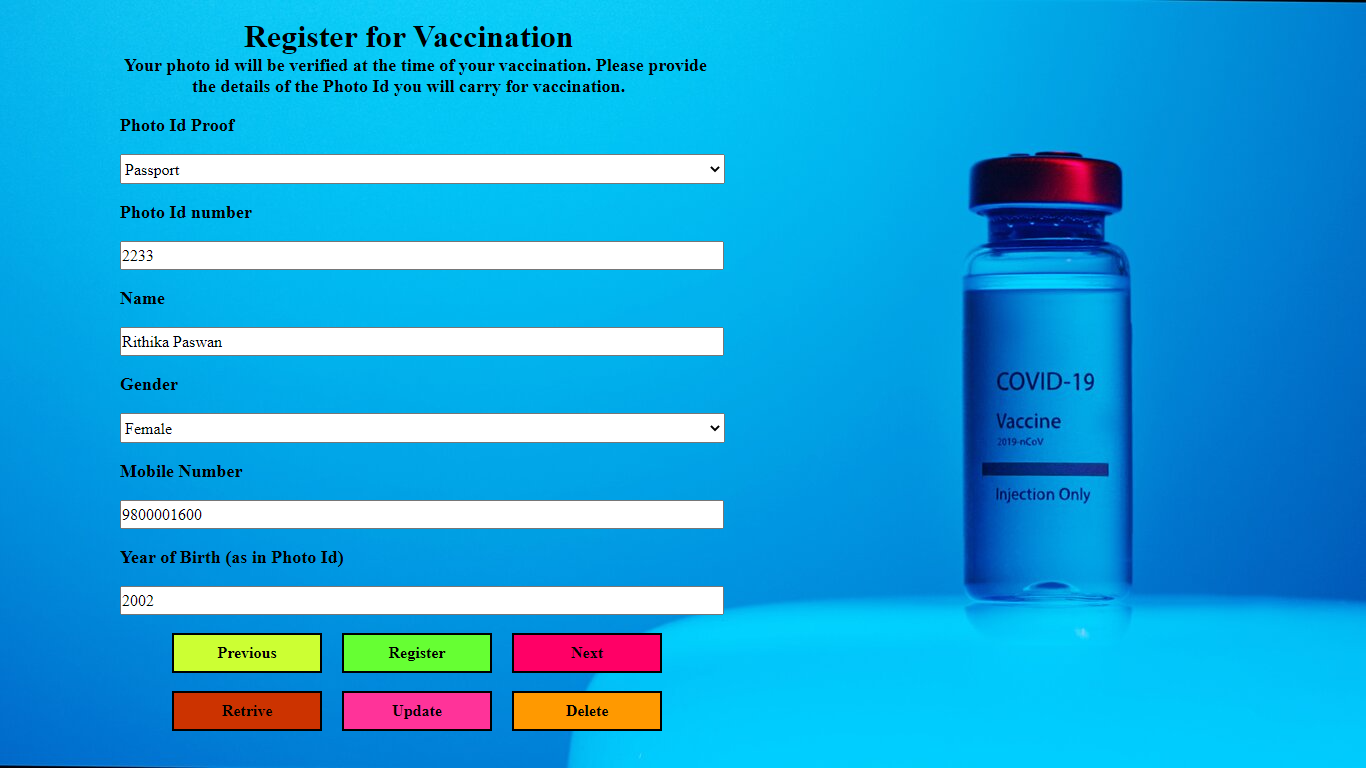 Register for Vaccination
Your photo id will be verified at the time of your vaccination. Please provide
the details of the Photo Id you will carry for vaccination.
Photo Id Proof
Passport
Photo Id number
2233
Name
Rithika Paswan
Gender
Female
Mobile Number
9800001600
Year of Birth (as in Photo Id)
2002
Previous
Register
Next
Retrive
Update
Delete
COVID-19
Vaccine
2019-nCoV
Injection Only